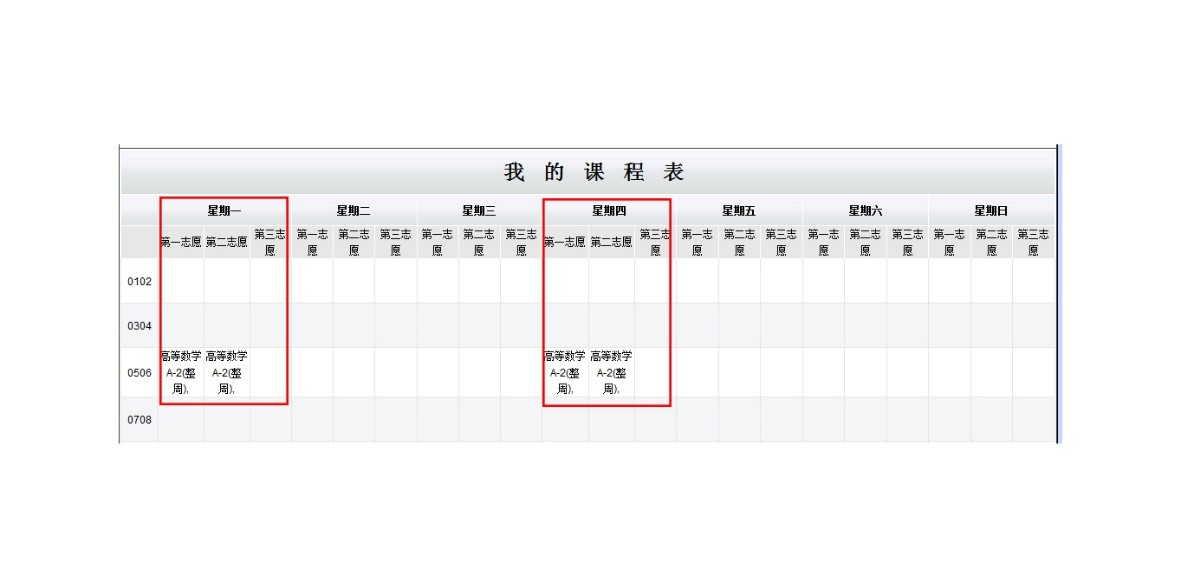 我 的 课 程 表
星期一 星期二 星期三 星期四 星期五 星期六 星期日
第一志愿 第二志愿 第三志愿 第一志愿 第二志愿 第三志愿 第一志愿 第二志愿 第三志愿 第一志愿 第二志愿 第三志愿 第一志愿 第二志愿 第三志愿 第一志愿 第二志愿 第三志愿 第一志愿 第二志愿 第三志愿
0102
0304
0506 高等数学A-2(整周), 高等数学A-2(整周), 高等数学A-2(整周), 高等数学A-2(整周),
0708